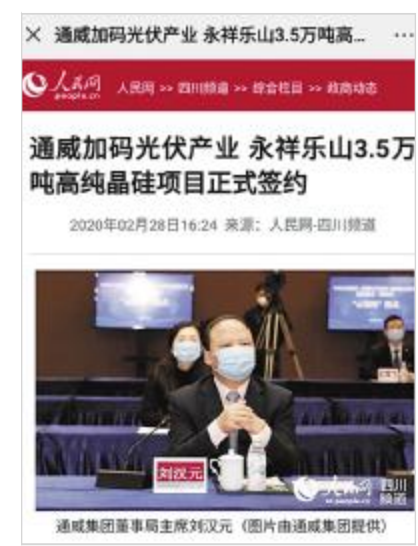 × 通威加码光伏产业 永祥乐山3.5万吨高... ...
人民网 people.cn 人民网 >> 四川频道 >> 综合栏目 >> 政商动态
通威加码光伏产业 永祥乐山3.5万
吨高纯晶硅项目正式签约
2020年02月28日16:24 来源：人民网-四川频道
刘汉元
人民网 四川
频道
通威集团董事局主席刘汉元（图片由通威集团提供）